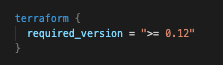 terraform {
  required_version = ">= 0.12"
}